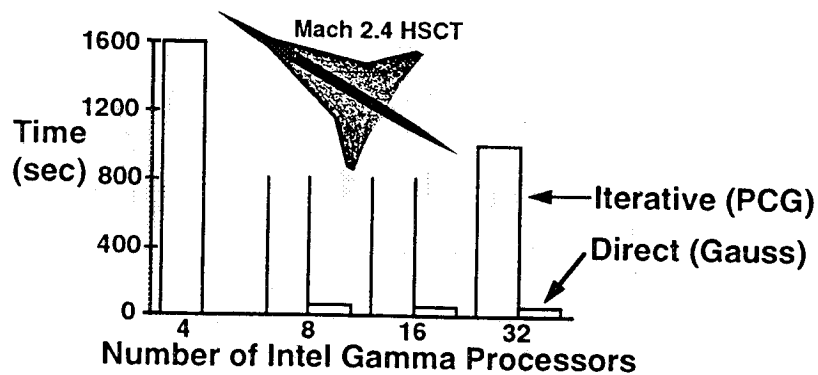 Mach 2.4 HSCT
1600
1200
Time
(sec)
800
400
0
Iterative (PCG)
Direct (Gauss)
4 8 16 32
Number of Intel Gamma Processors